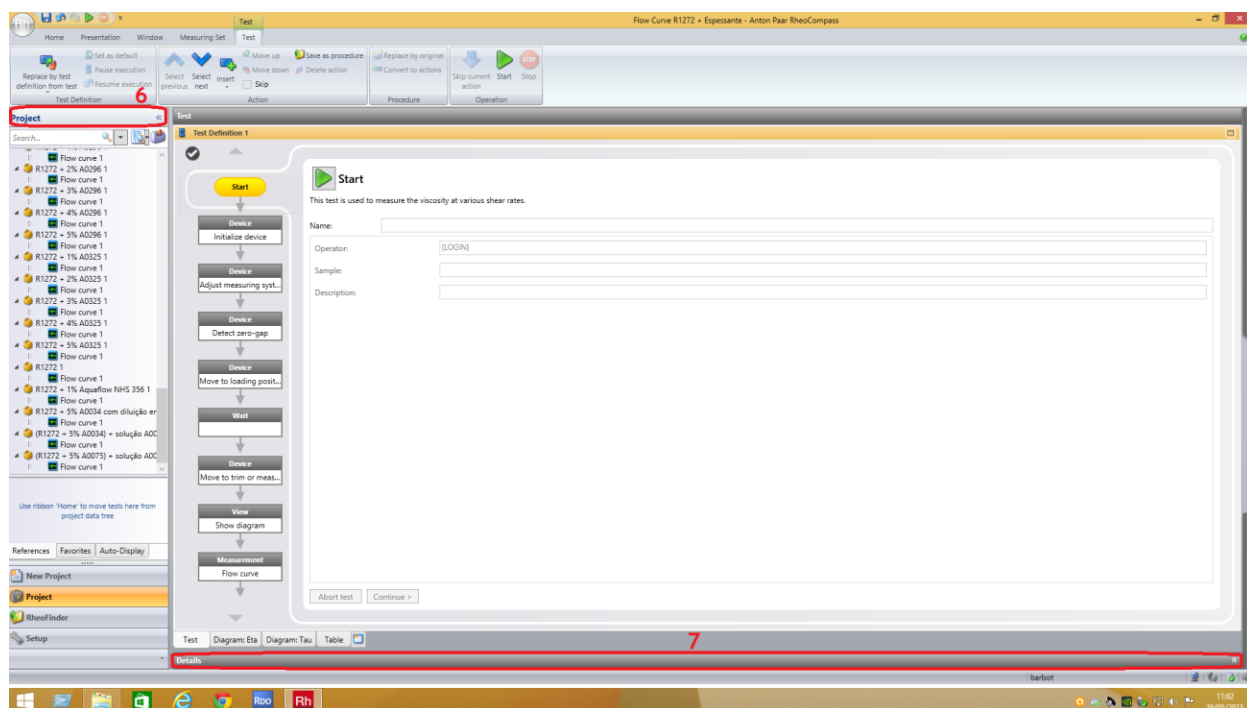 Test
Flow Curve R1272 + Espessante - Anton Paar RheoCompass
Home Presentation Window Measuring Set Test
Replace by test definition from test
Set as default
Pause execution
Resume execution
Test Definition
6
Select previous
Select next
Insert
Move up
Move down
Skip
Save as procedure
Delete action
Action
Replace by original
Convert to actions
Procedure
Skip current action
Start
STOP
Stop
Operation
Project
Search...
Flow curve 1
R1272 + 2% A0296 1
Flow curve 1
R1272 + 3% A0296 1
Flow curve 1
R1272 + 4% A0296 1
Flow curve 1
R1272 + 5% A0296 1
Flow curve 1
R1272 + 1% A0325 1
Flow curve 1
R1272 + 2% A0325 1
Flow curve 1
R1272 + 3% A0325 1
Flow curve 1
R1272 + 4% A0325 1
Flow curve 1
R1272 + 5% A0325 1
Flow curve 1
R1272 1
Flow curve 1
R1272 + 1% Aquaflow NHS 356 1
Flow curve 1
R1272 + 5% A0034 com diluição er
Flow curve 1
(R1272 + 5% A0034) + solução A0C
Flow curve 1
(R1272 + 5% A0075) + solução A0C
Flow curve 1
Use ribbon 'Home' to move tests here from
project data tree
References Favorites Auto-Display
New Project
Project
RheoFinder
Setup
Test
Test Definition 1
Start
Device
Initialize device
Device
Adjust measuring syst...
Device
Detect zero-gap
Device
Move to loading posit...
Wait
Device
Move to trim or meas...
View
Show diagram
Measurement
Flow curve
Start
This test is used to measure the viscosity at various shear rates.
Name:
Operator: {LOGIN}
Sample:
Description:
Abort test Continue >
Test Diagram: Eta Diagram: Tau Table
7
Details
barbot
RDO Rh
11:02
26/05/2015